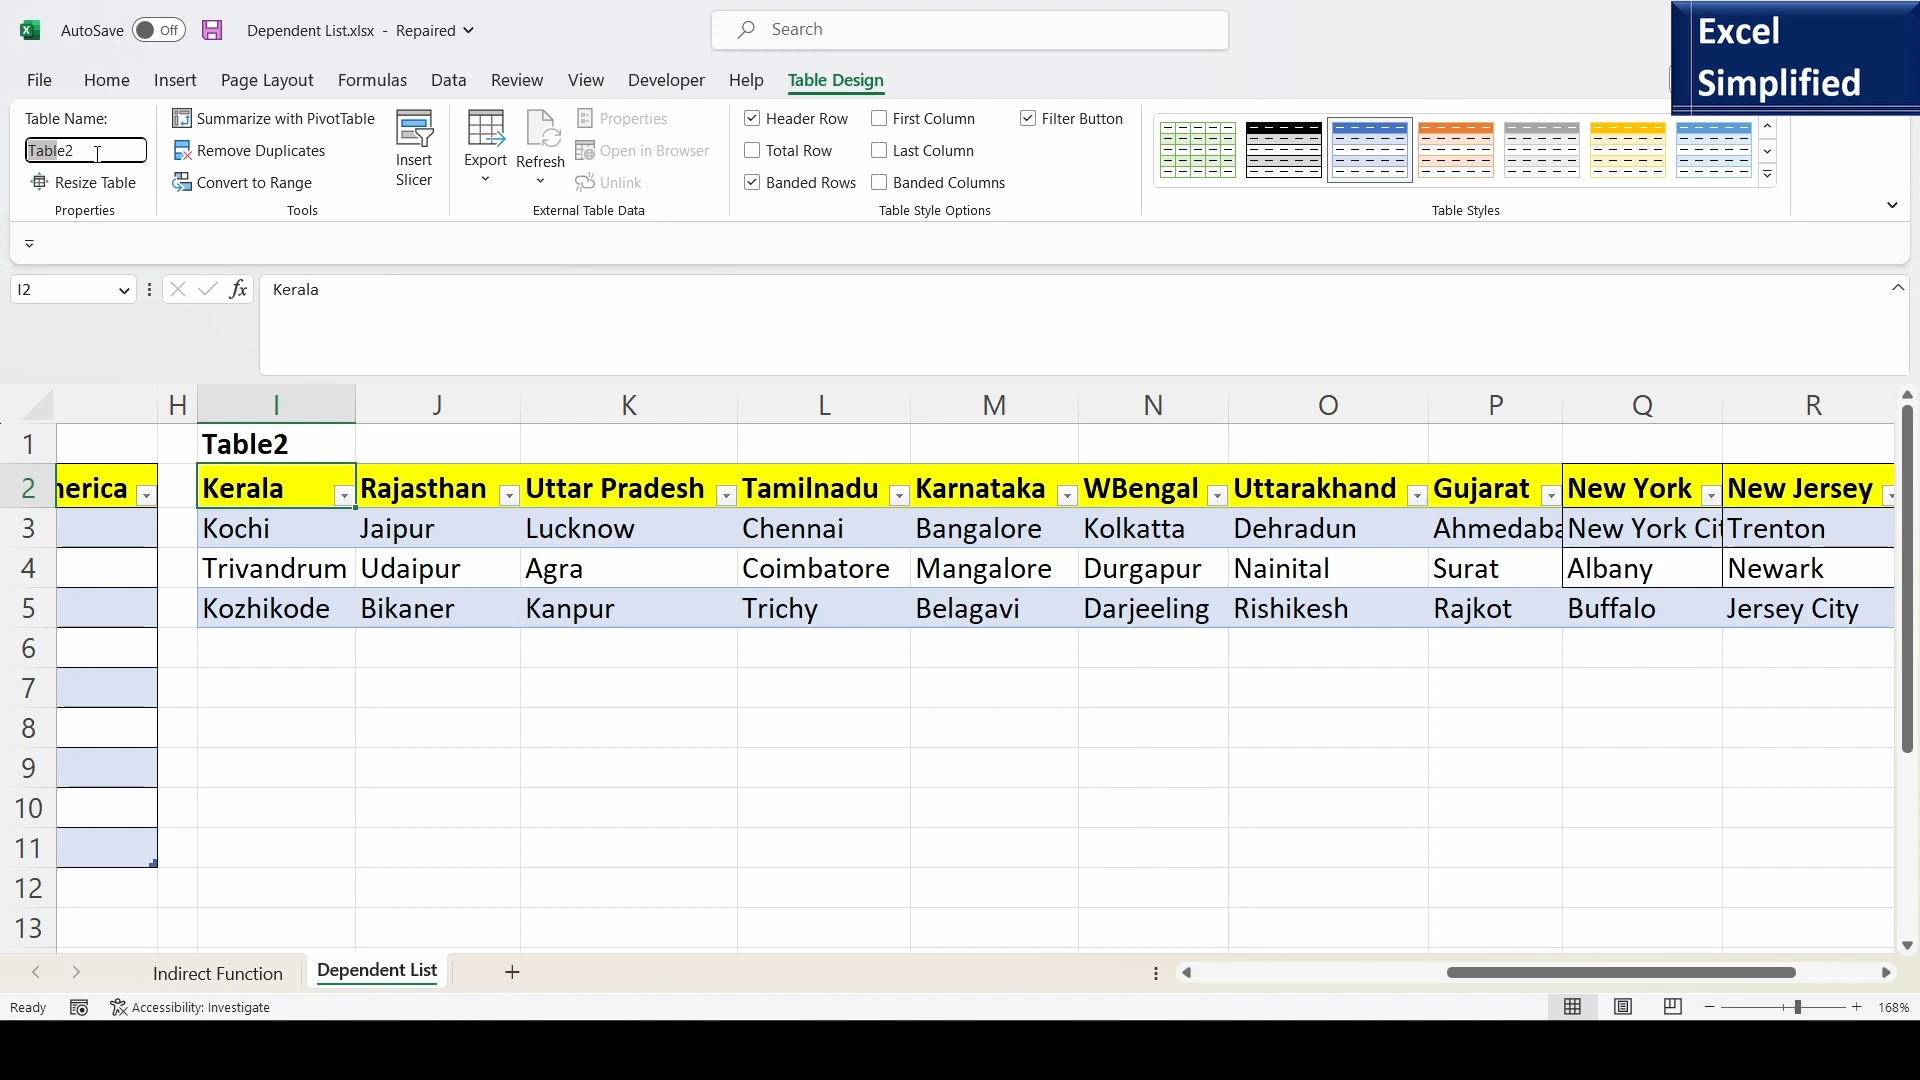 AutoSave Off Dependent List.xlsx - Repaired Search
Excel
Simplified
File Home Insert Page Layout Formulas Data Review View Developer Help Table Design
Table Name:
Table2
Resize Table
Properties
Summarize with PivotTable
Remove Duplicates
Convert to Range
Tools
Insert
Slicer
Export
Refresh
Properties
Open in Browser
Unlink
External Table Data
Header Row First Column Filter Button
Total Row Last Column
Banded Rows Banded Columns
Table Style Options
Table Styles
I2 fx Kerala
H I J K L M N O P Q R
1 Table2
2 nerica Kerala Rajasthan Uttar Pradesh Tamilnadu Karnataka WBengal Uttarakhand Gujarat New York New Jersey
3 Kochi Jaipur Lucknow Chennai Bangalore Kolkatta Dehradun Ahmedaba New York Cit Trenton
4 Trivandrum Udaipur Agra Coimbatore Mangalore Durgapur Nainital Surat Albany Newark
5 Kozhikode Bikaner Kanpur Trichy Belagavi Darjeeling Rishikesh Rajkot Buffalo Jersey City
6
7
8
9
10
11
12
13
Indirect Function Dependent List
Ready Accessibility: Investigate 168%